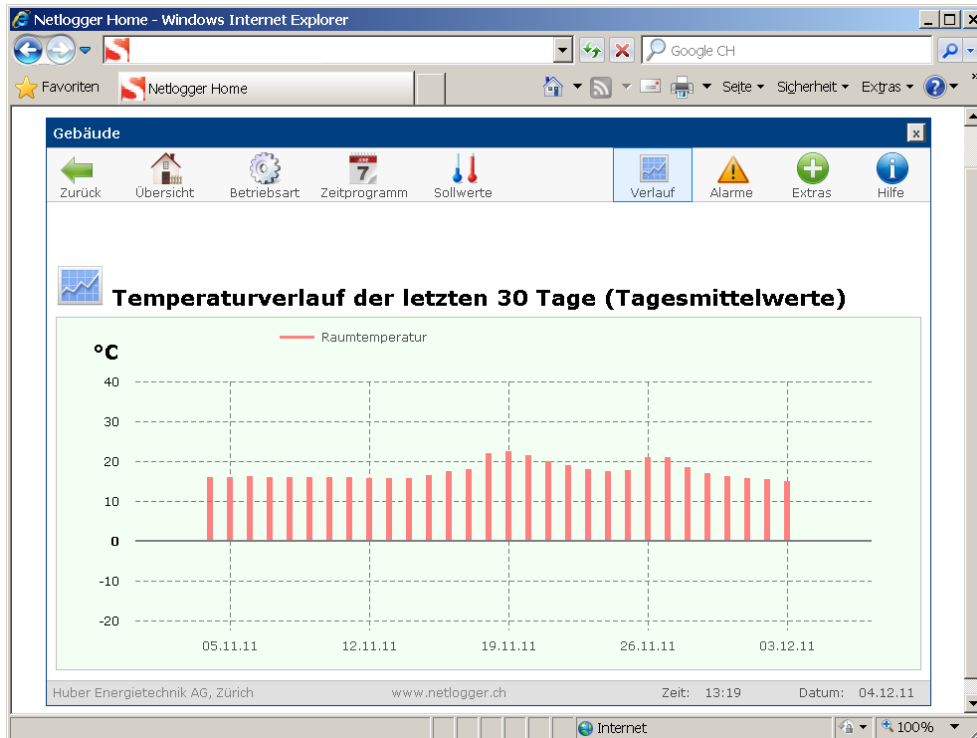 Netlogger Home - Windows Internet Explorer
Google CH
Favoriten
Netlogger Home
Seite
Sicherheit
Extras
»
Gebäude
x
Zurück
Übersicht
Betriebsart
7
Zeitprogramm
Sollwerte
Verlauf
Alarme
Extras
Hilfe
Temperaturverlauf der letzten 30 Tage (Tagesmittelwerte)
Raumtemperatur
°C
40
30
20
10
0
-10
-20
05.11.11 12.11.11 19.11.11 26.11.11 03.12.11
Huber Energietechnik AG, Zürich www.netlogger.ch Zeit: 13:19 Datum: 04.12.11
Internet 100%